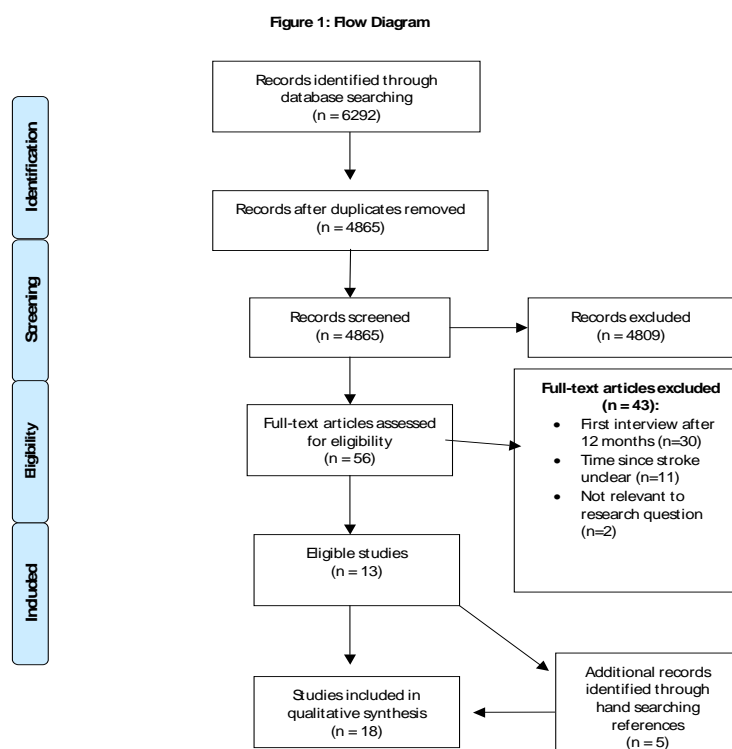 Figure 1: Flow Diagram
Identification
Records identified through
database searching
(n = 6292)
Records after duplicates removed
(n = 4865)
Screening
Records screened
(n = 4865)
Records excluded
(n = 4809)
Eligibility
Full-text articles assessed
for eligibility
(n = 56)
Full-text articles excluded
(n = 43):
• First interview after
12 months (n=30)
• Time since stroke
unclear (n=11)
• Not relevant to
research question
(n=2)
Included
Eligible studies
(n = 13)
Additional records
identified through
hand searching
references
(n = 5)
Studies included in
qualitative synthesis
(n = 18)